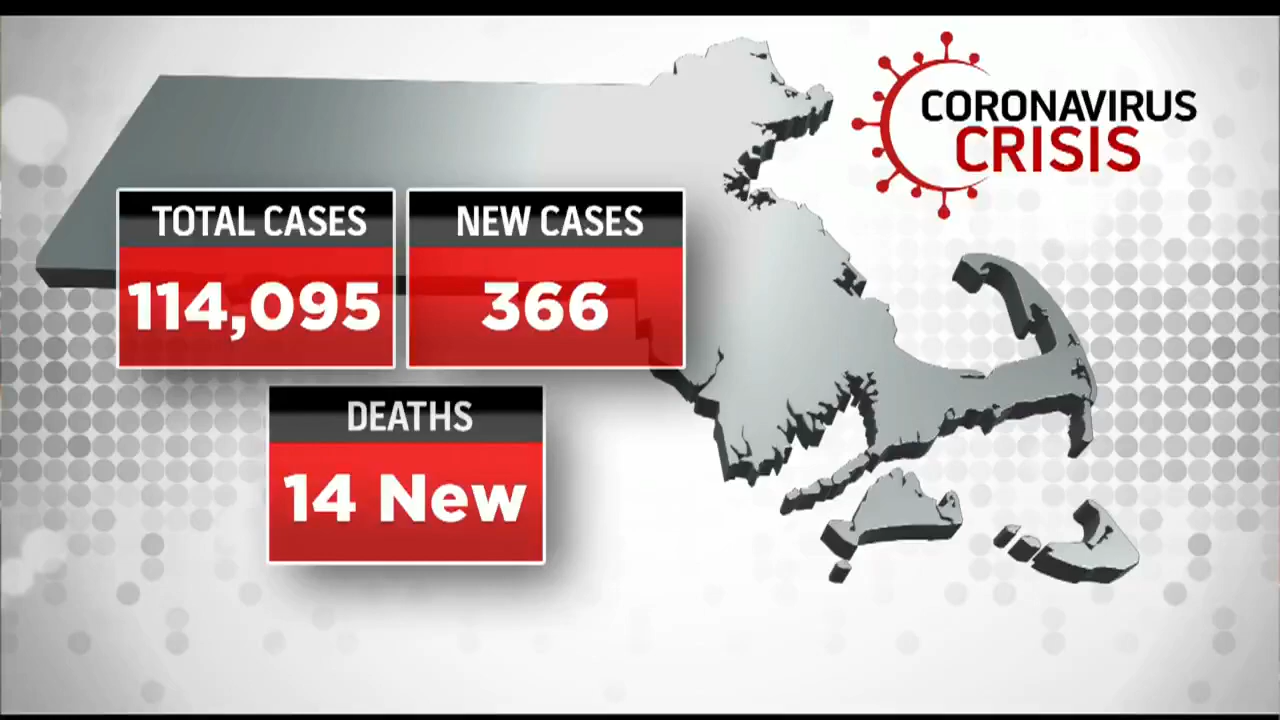 CORONAVIRUS
CRISIS
TOTAL CASES
114,095
NEW CASES
366
DEATHS
14 New